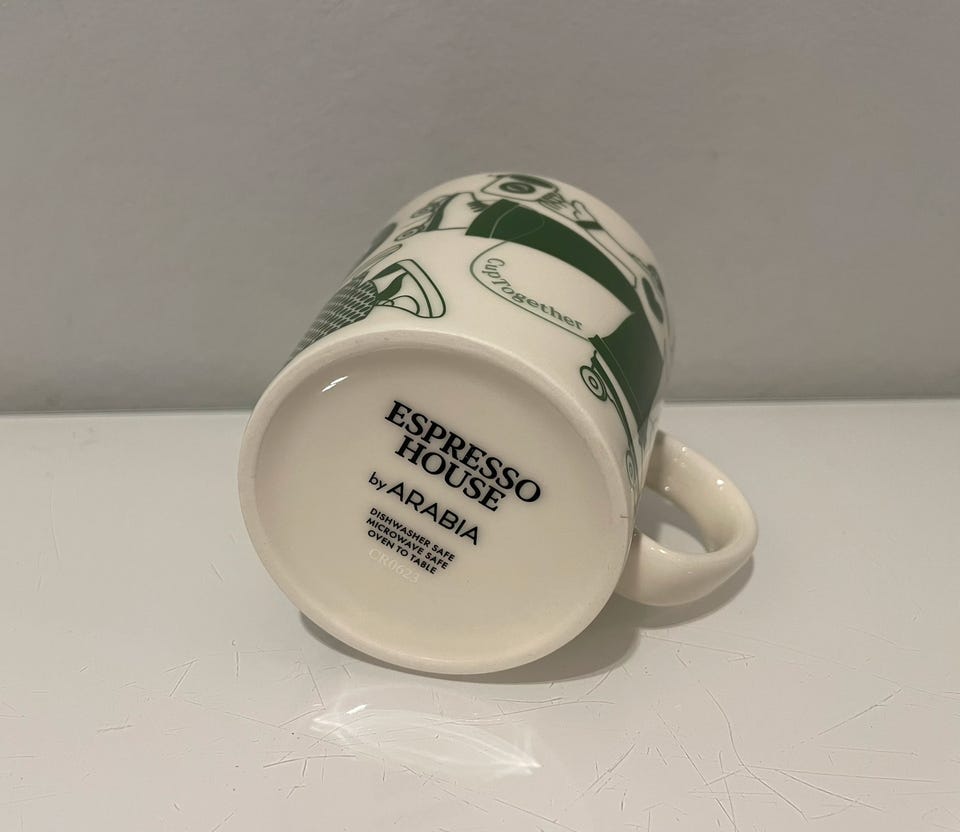 CupTogether
ESPRESSO
HOUSE
by ARABIA
DISHWASHER SAFE
MICROWAVE SAFE
OVEN TO TABLE
CR0623